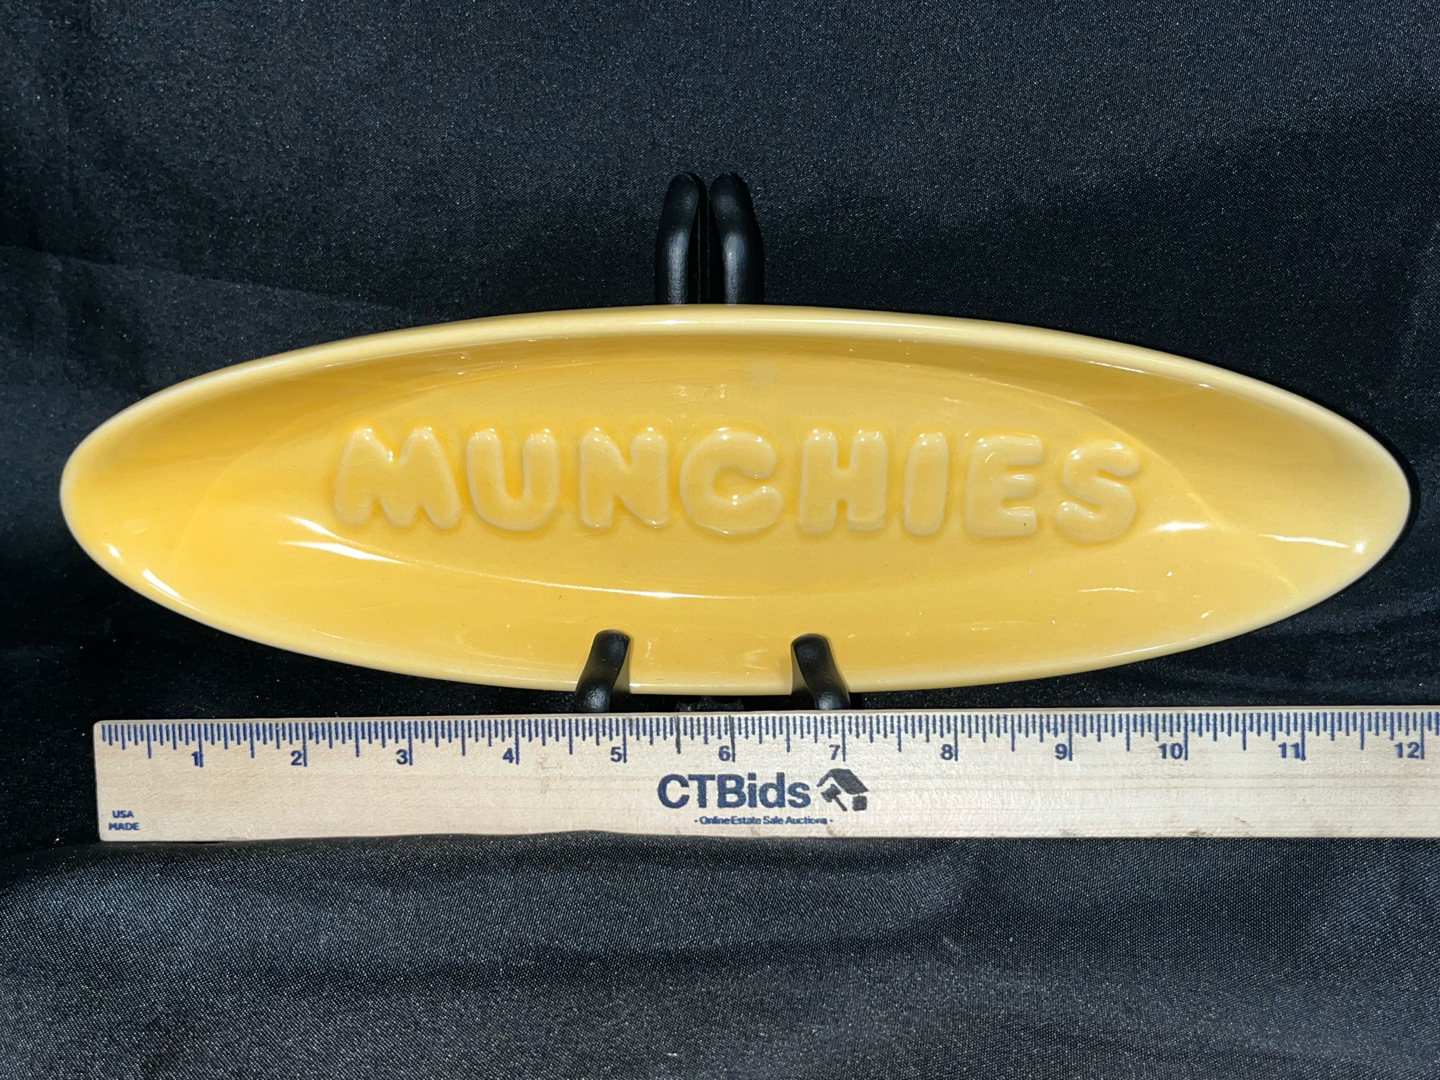 MUNCHIES
1 2 3 4 5 6 7 8 9 10 11 12
CTBids
- Online Estate Sale Auctions -
USA
MADE